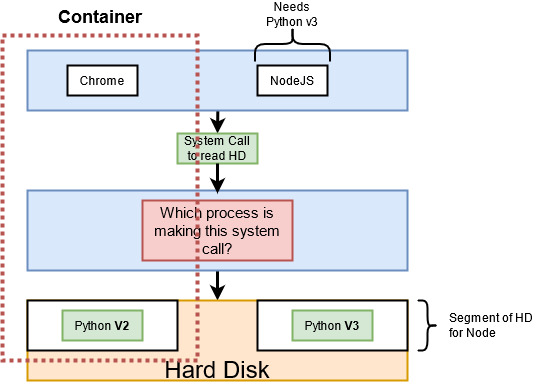 Container
Needs
Python v3
Chrome
NodeJS
System Call
to read HD
Which process is
making this system
call?
Python V2
Python V3
Segment of HD
for Node
Hard Disk